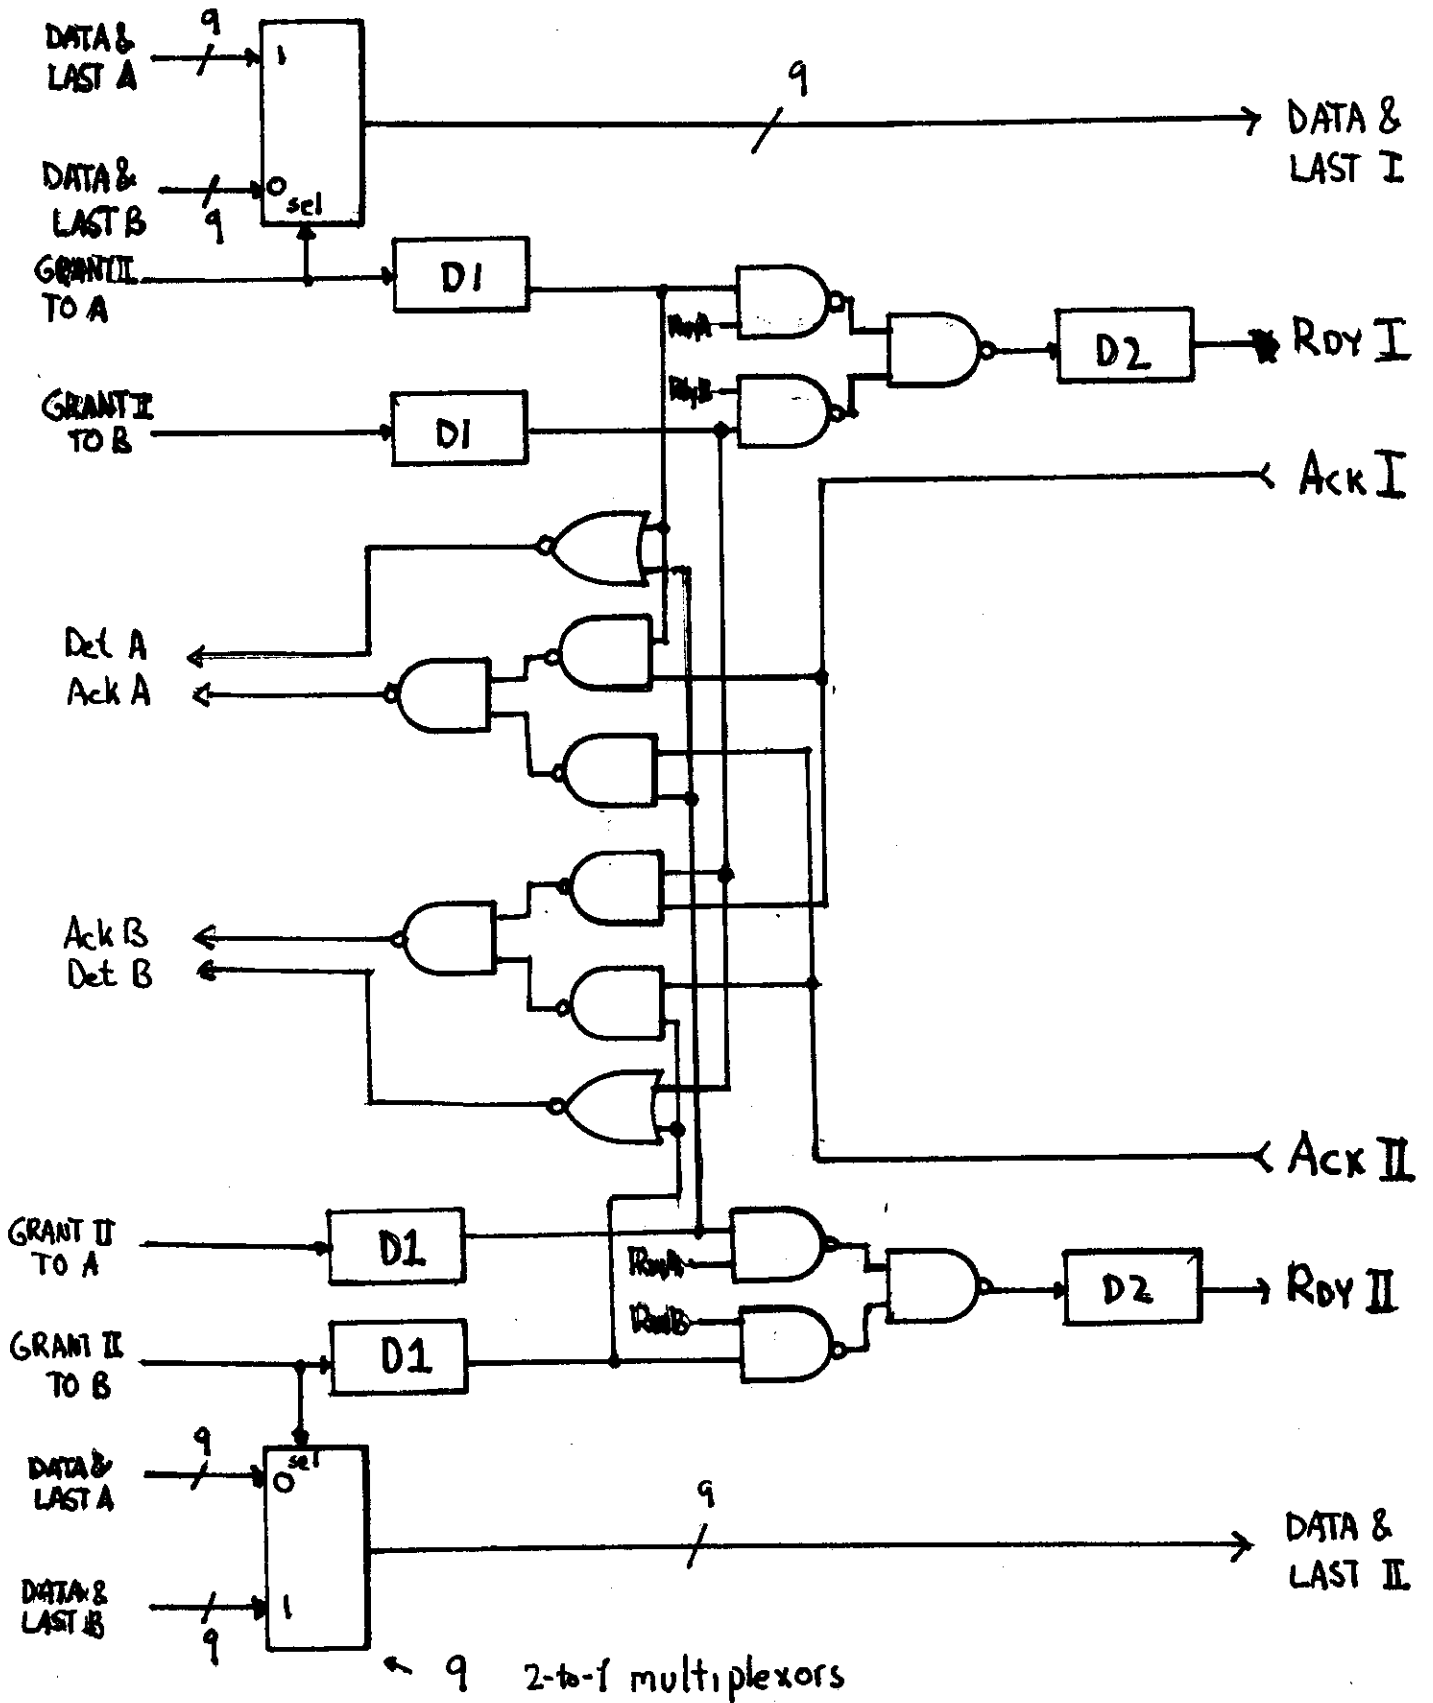 9
DATA &
LAST A
1
9
DATA &
LAST I
DATA &
LAST B
9
0
sel
GRANT II
TO A
D1
RdyA
D2
RDY I
GRANT II
TO B
D1
RdyB
ACK I
Det A
Ack A
Ack B
Det B
ACK II
GRANT II
TO A
D1
D2
RDY II
GRANT II
TO B
D1
9
DATA &
LAST A
sel
0
9
DATA &
LAST II
DATA &
LAST B
9
1
9 2-to-1 multiplexors